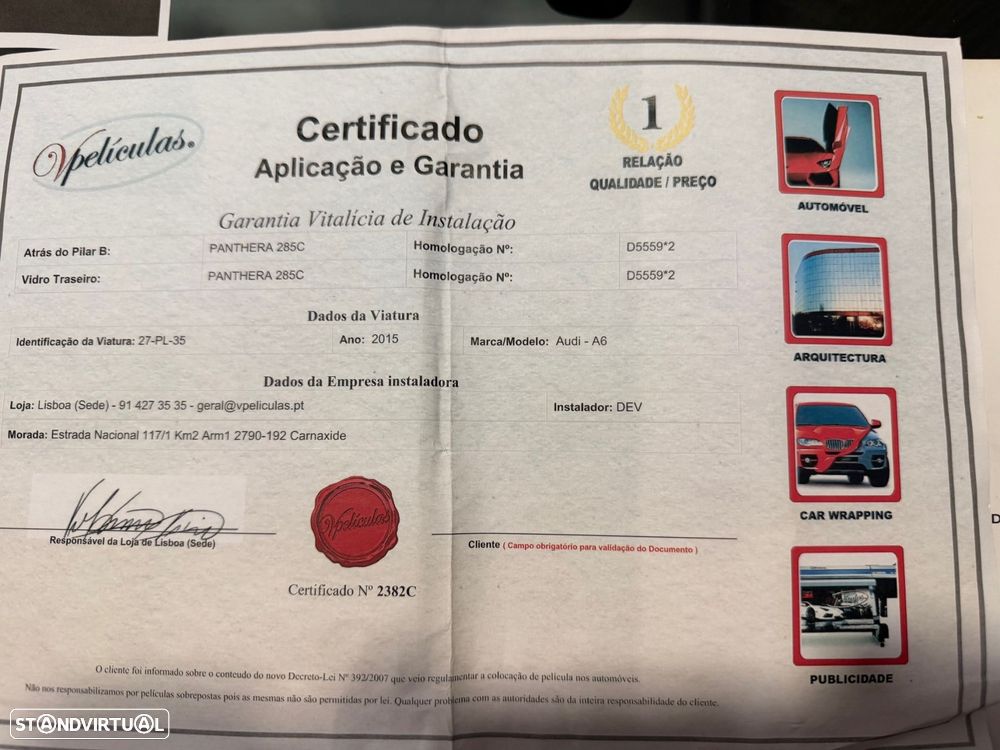 Vpelículas®
Certificado
Aplicação e Garantia
1
RELAÇÃO
QUALIDADE / PREÇO
Garantia Vitalícia de Instalação
Atrás do Pilar B: PANTHERA 285C Homologação Nº: D5559*2
Vidro Traseiro: PANTHERA 285C Homologação Nº: D5559*2
Dados da Viatura
Identificação da Viatura: 27-PL-35 Ano: 2015 Marca/Modelo: Audi - A6
Dados da Empresa instaladora
Loja: Lisboa (Sede) - 91 427 35 35 - geral@vpeliculas.pt Instalador: DEV
Morada: Estrada Nacional 117/1 Km2 Arm1 2790-192 Carnaxide
Responsável da Loja de Lisboa (Sede)
Vpelículas
Cliente ( Campo obrigatório para validação do Documento )
Certificado Nº 2382C
O cliente foi informado sobre o conteudo do novo Decreto-Lei Nº 392/2007 que veio regulamentar a colocação de película nos automóveis.
Não nos responsabilizamos por películas sobrepostas pois as mesmas não são permitidas por lei. Qualquer problema com as autoridades são da inteira responsabilidade do cliente.
AUTOMÓVEL
ARQUITECTURA
CAR WRAPPING
PUBLICIDADE
D
STANDVIRTUAL